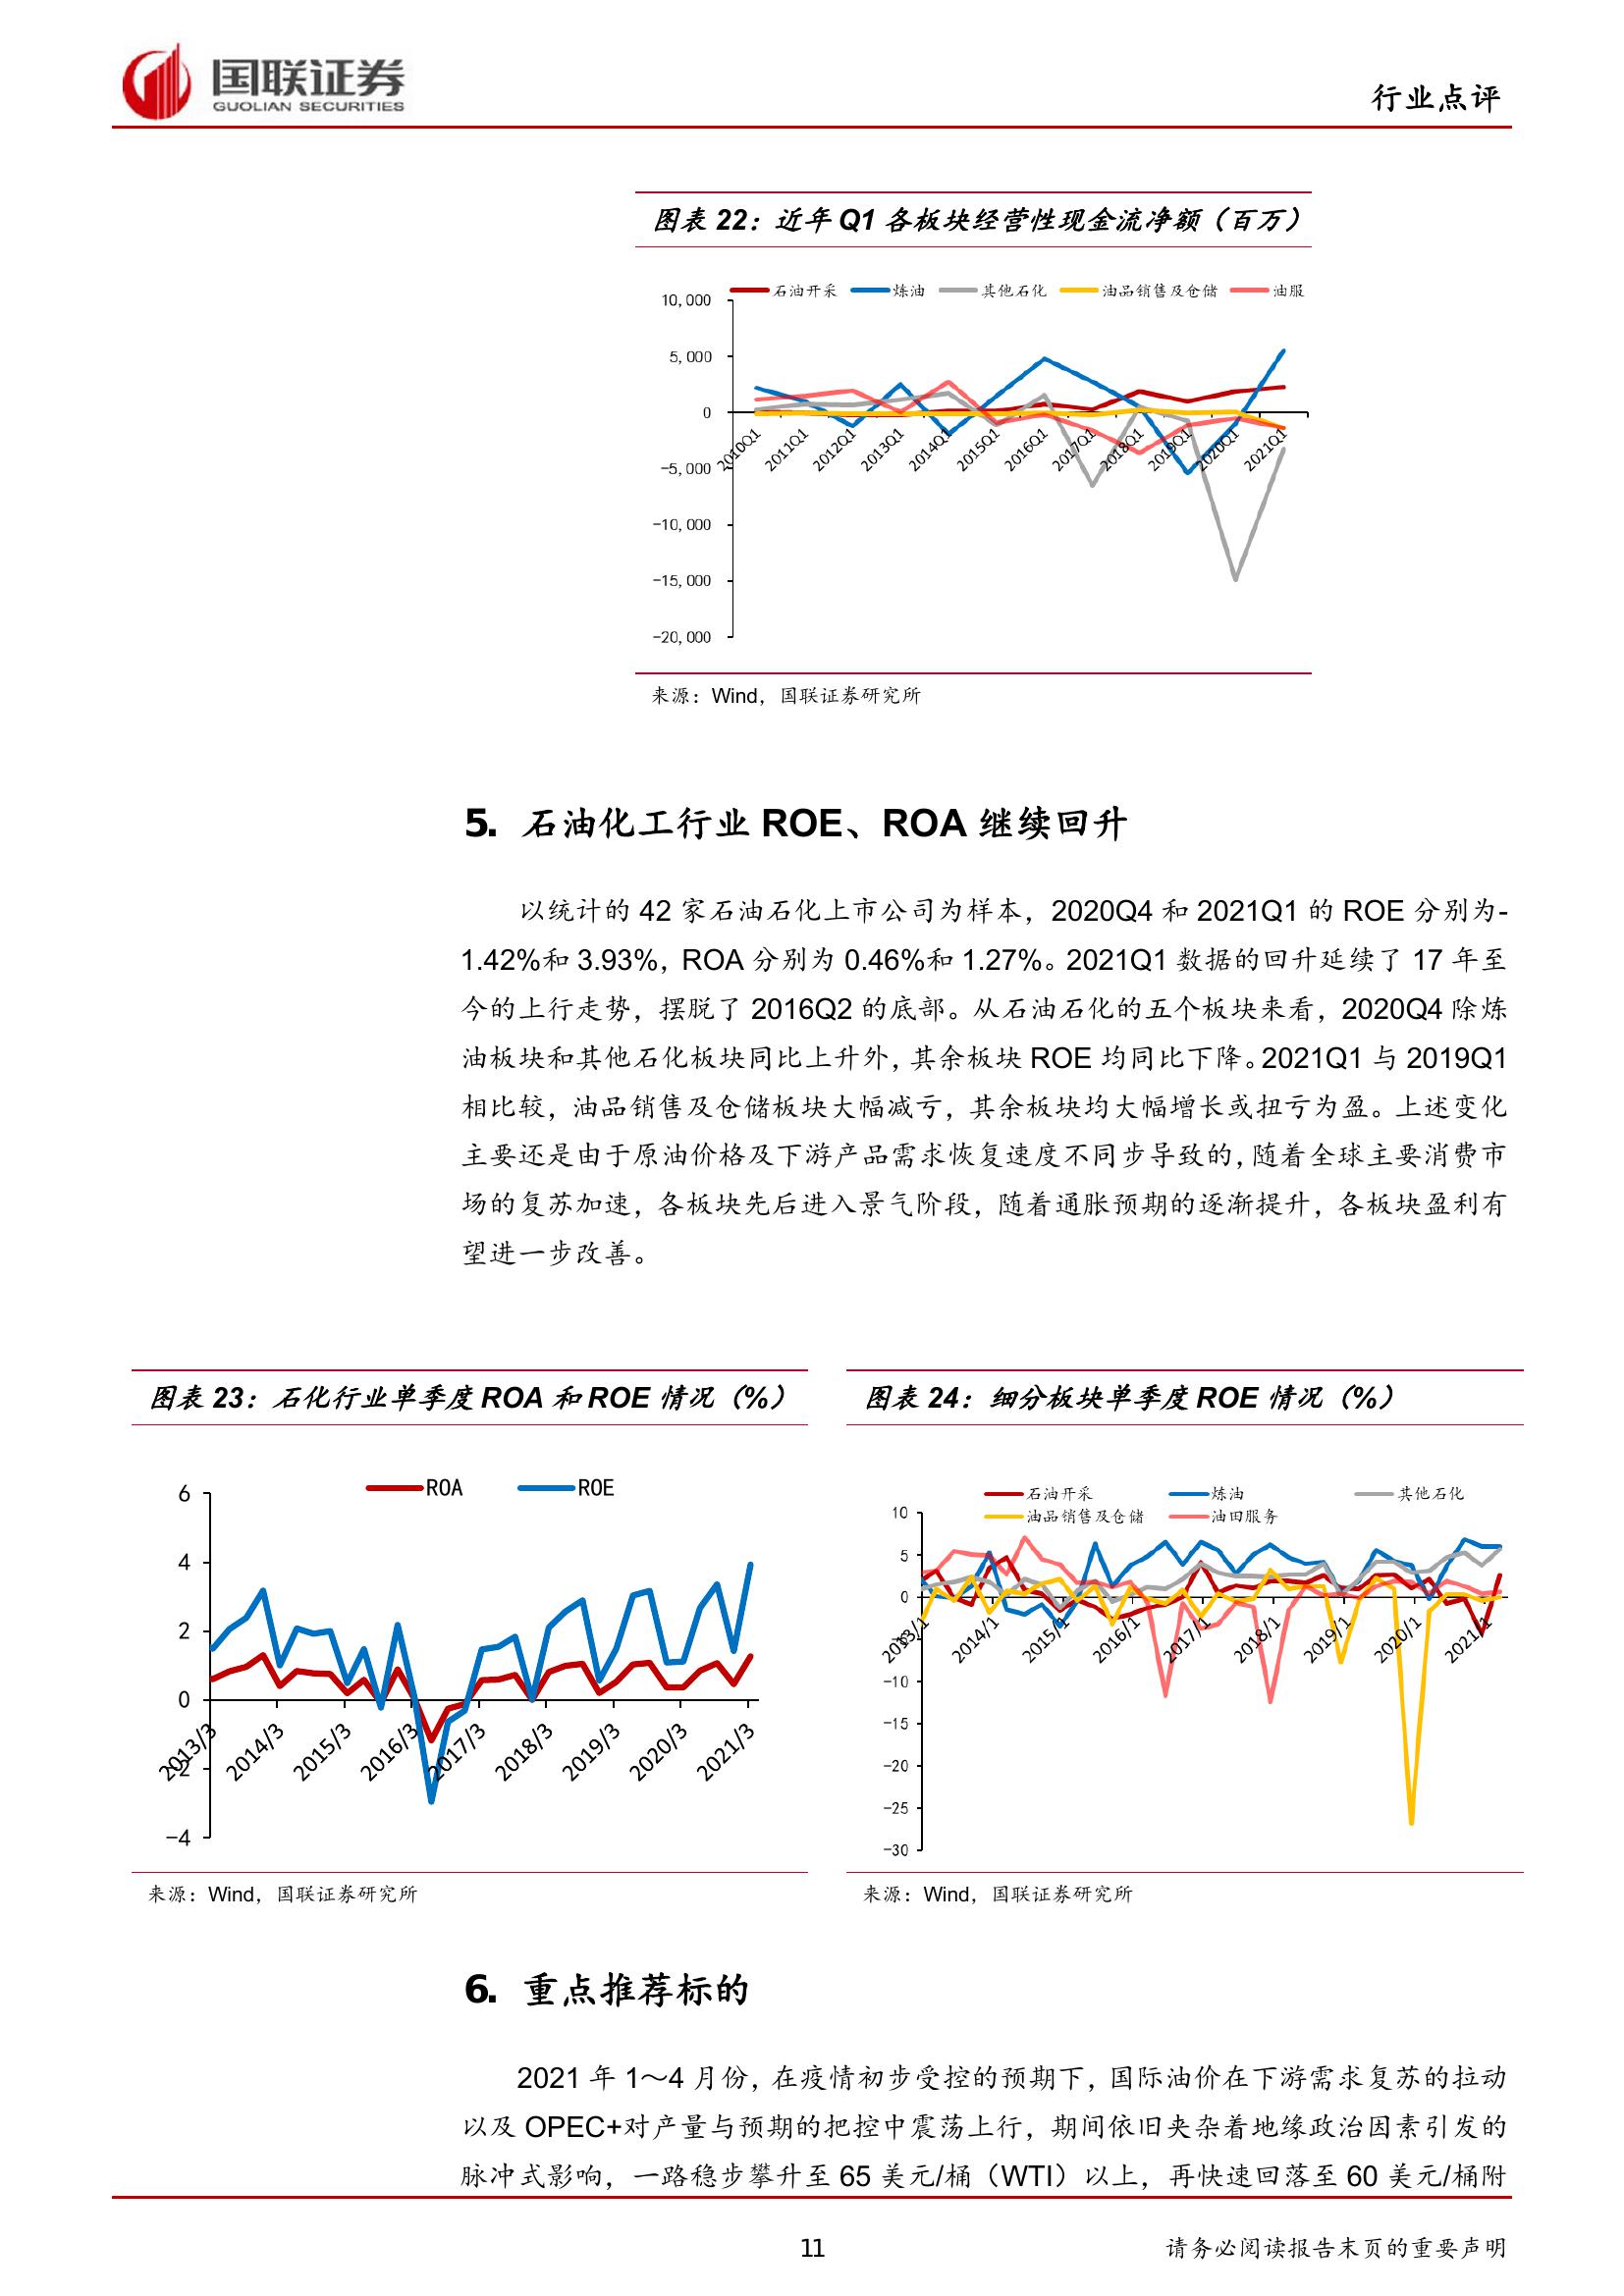 国联证券
GUOLIAN SECURITIES
行业点评
图表 22：近年 Q1 各板块经营性现金流净额（百万）
石油开采 炼油 其他石化 油品销售及仓储 油服
10,000
5,000
0
-5,000
-10,000
-15,000
-20,000
2010Q1 2011Q1 2012Q1 2013Q1 2014Q1 2015Q1 2016Q1 2017Q1 2018Q1 2019Q1 2020Q1 2021Q1
来源：Wind，国联证券研究所
5. 石油化工行业 ROE、ROA 继续回升
以统计的 42 家石油石化上市公司为样本，2020Q4 和 2021Q1 的 ROE 分别为-
1.42%和 3.93%，ROA 分别为 0.46%和 1.27%。2021Q1 数据的回升延续了 17 年至
今的上行走势，摆脱了 2016Q2 的底部。从石油石化的五个板块来看，2020Q4 除炼
油板块和其他石化板块同比上升外，其余板块 ROE 均同比下降。2021Q1 与 2019Q1
相比较，油品销售及仓储板块大幅减亏，其余板块均大幅增长或扭亏为盈。上述变化
主要还是由于原油价格及下游产品需求恢复速度不同步导致的，随着全球主要消费市
场的复苏加速，各板块先后进入景气阶段，随着通胀预期的逐渐提升，各板块盈利有
望进一步改善。
图表 23：石化行业单季度 ROA 和 ROE 情况（%）
ROA ROE
6
4
2
0
-2
-4
2013/3 2014/3 2015/3 2016/3 2017/3 2018/3 2019/3 2020/3 2021/3
来源：Wind，国联证券研究所
图表 24：细分板块单季度 ROE 情况（%）
石油开采 炼油 其他石化
油品销售及仓储 油田服务
10
5
0
-5
-10
-15
-20
-25
-30
2013/1 2014/1 2015/1 2016/1 2017/1 2018/1 2019/1 2020/1 2021/1
来源：Wind，国联证券研究所
6. 重点推荐标的
2021 年 1～4 月份，在疫情初步受控的预期下，国际油价在下游需求复苏的拉动
以及 OPEC+对产量与预期的把控中震荡上行，期间依旧夹杂着地缘政治因素引发的
脉冲式影响，一路稳步攀升至 65 美元/桶（WTI）以上，再快速回落至 60 美元/桶附
11
请务必阅读报告末页的重要声明